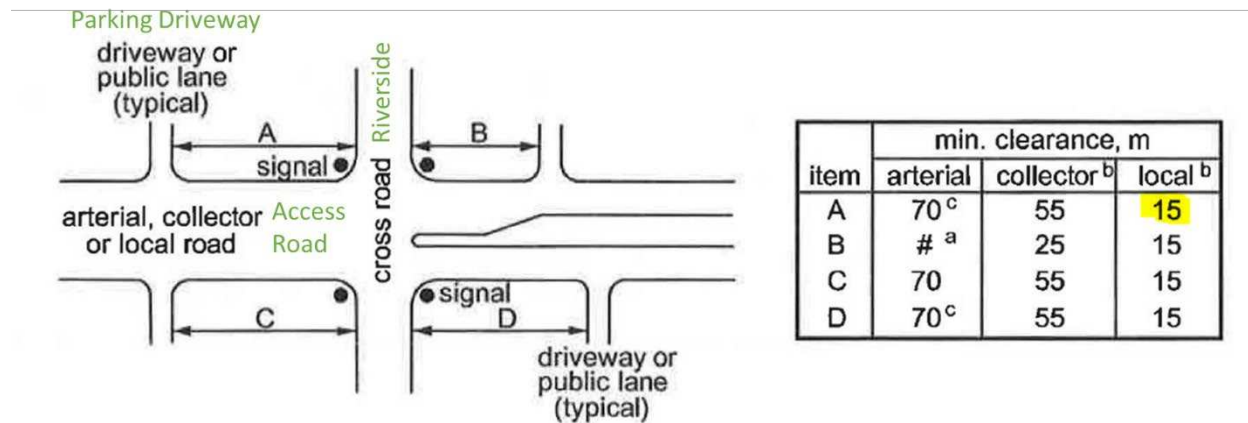 Parking Driveway
driveway or
public lane
(typical)
A
signal
Riverside
cross road
B
arterial, collector
or local road
Access
Road
C
signal
D
driveway or
public lane
(typical)
min. clearance, m
item arterial collector b local b
A 70 c 55 15
B # a 25 15
C 70 55 15
D 70 c 55 15